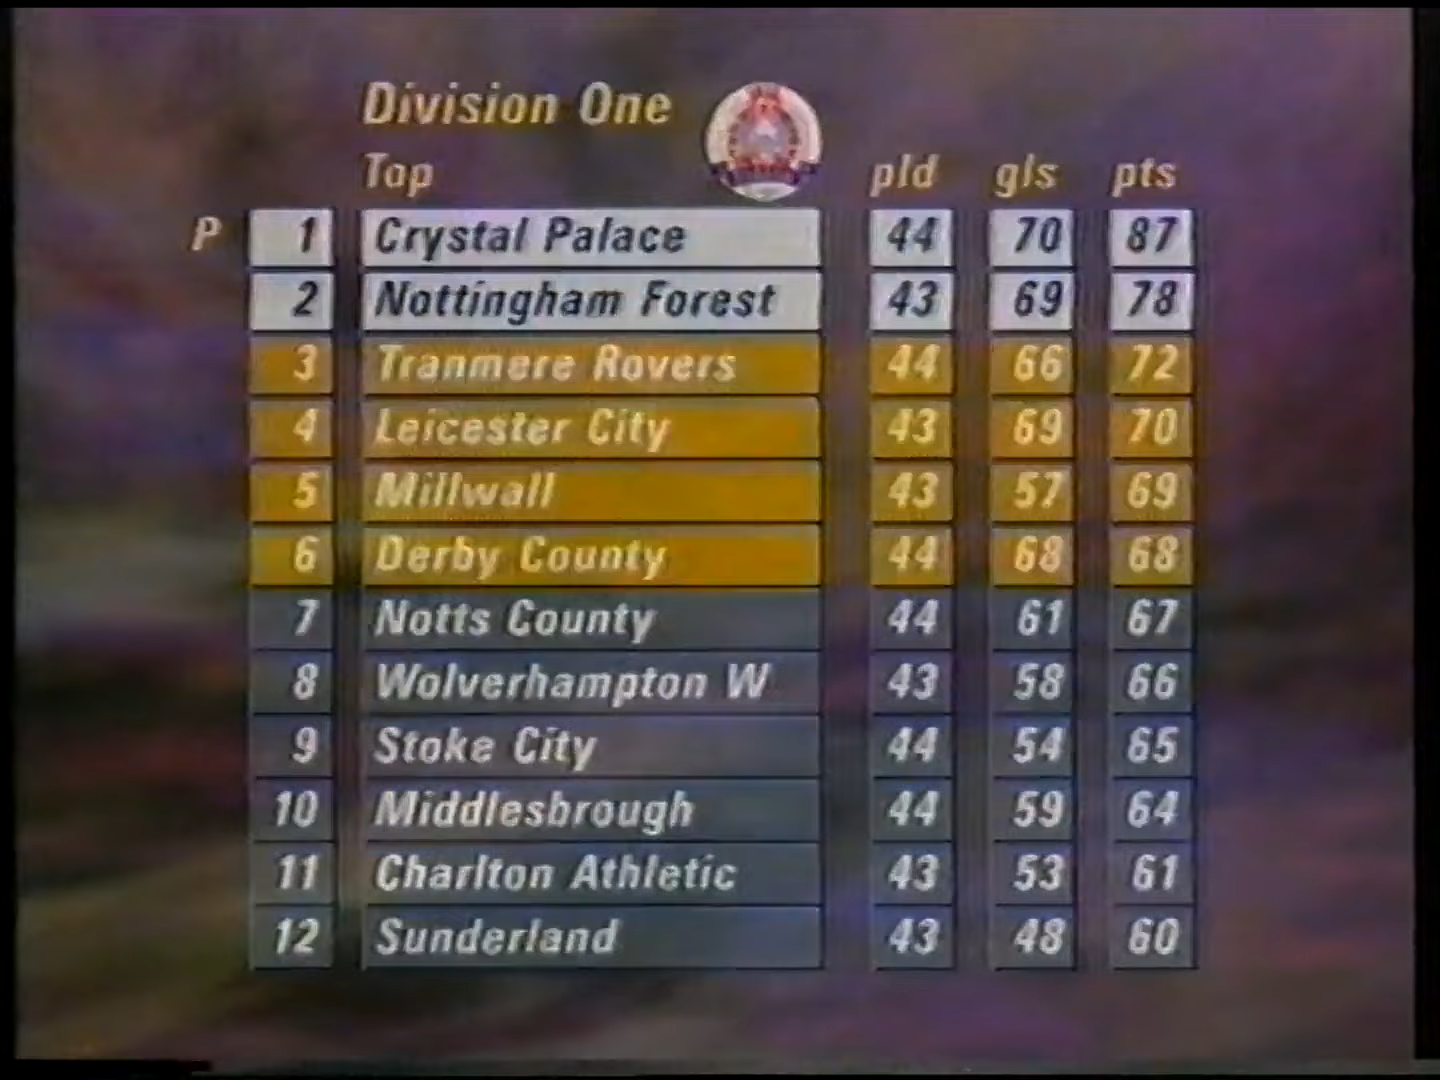 Division One
Top pld gls pts
P 1 Crystal Palace 44 70 87
2 Nottingham Forest 43 69 78
3 Tranmere Rovers 44 66 72
4 Leicester City 43 69 70
5 Millwall 43 57 69
6 Derby County 44 68 68
7 Notts County 44 61 67
8 Wolverhampton W 43 58 66
9 Stoke City 44 54 65
10 Middlesbrough 44 59 64
11 Charlton Athletic 43 53 61
12 Sunderland 43 48 60